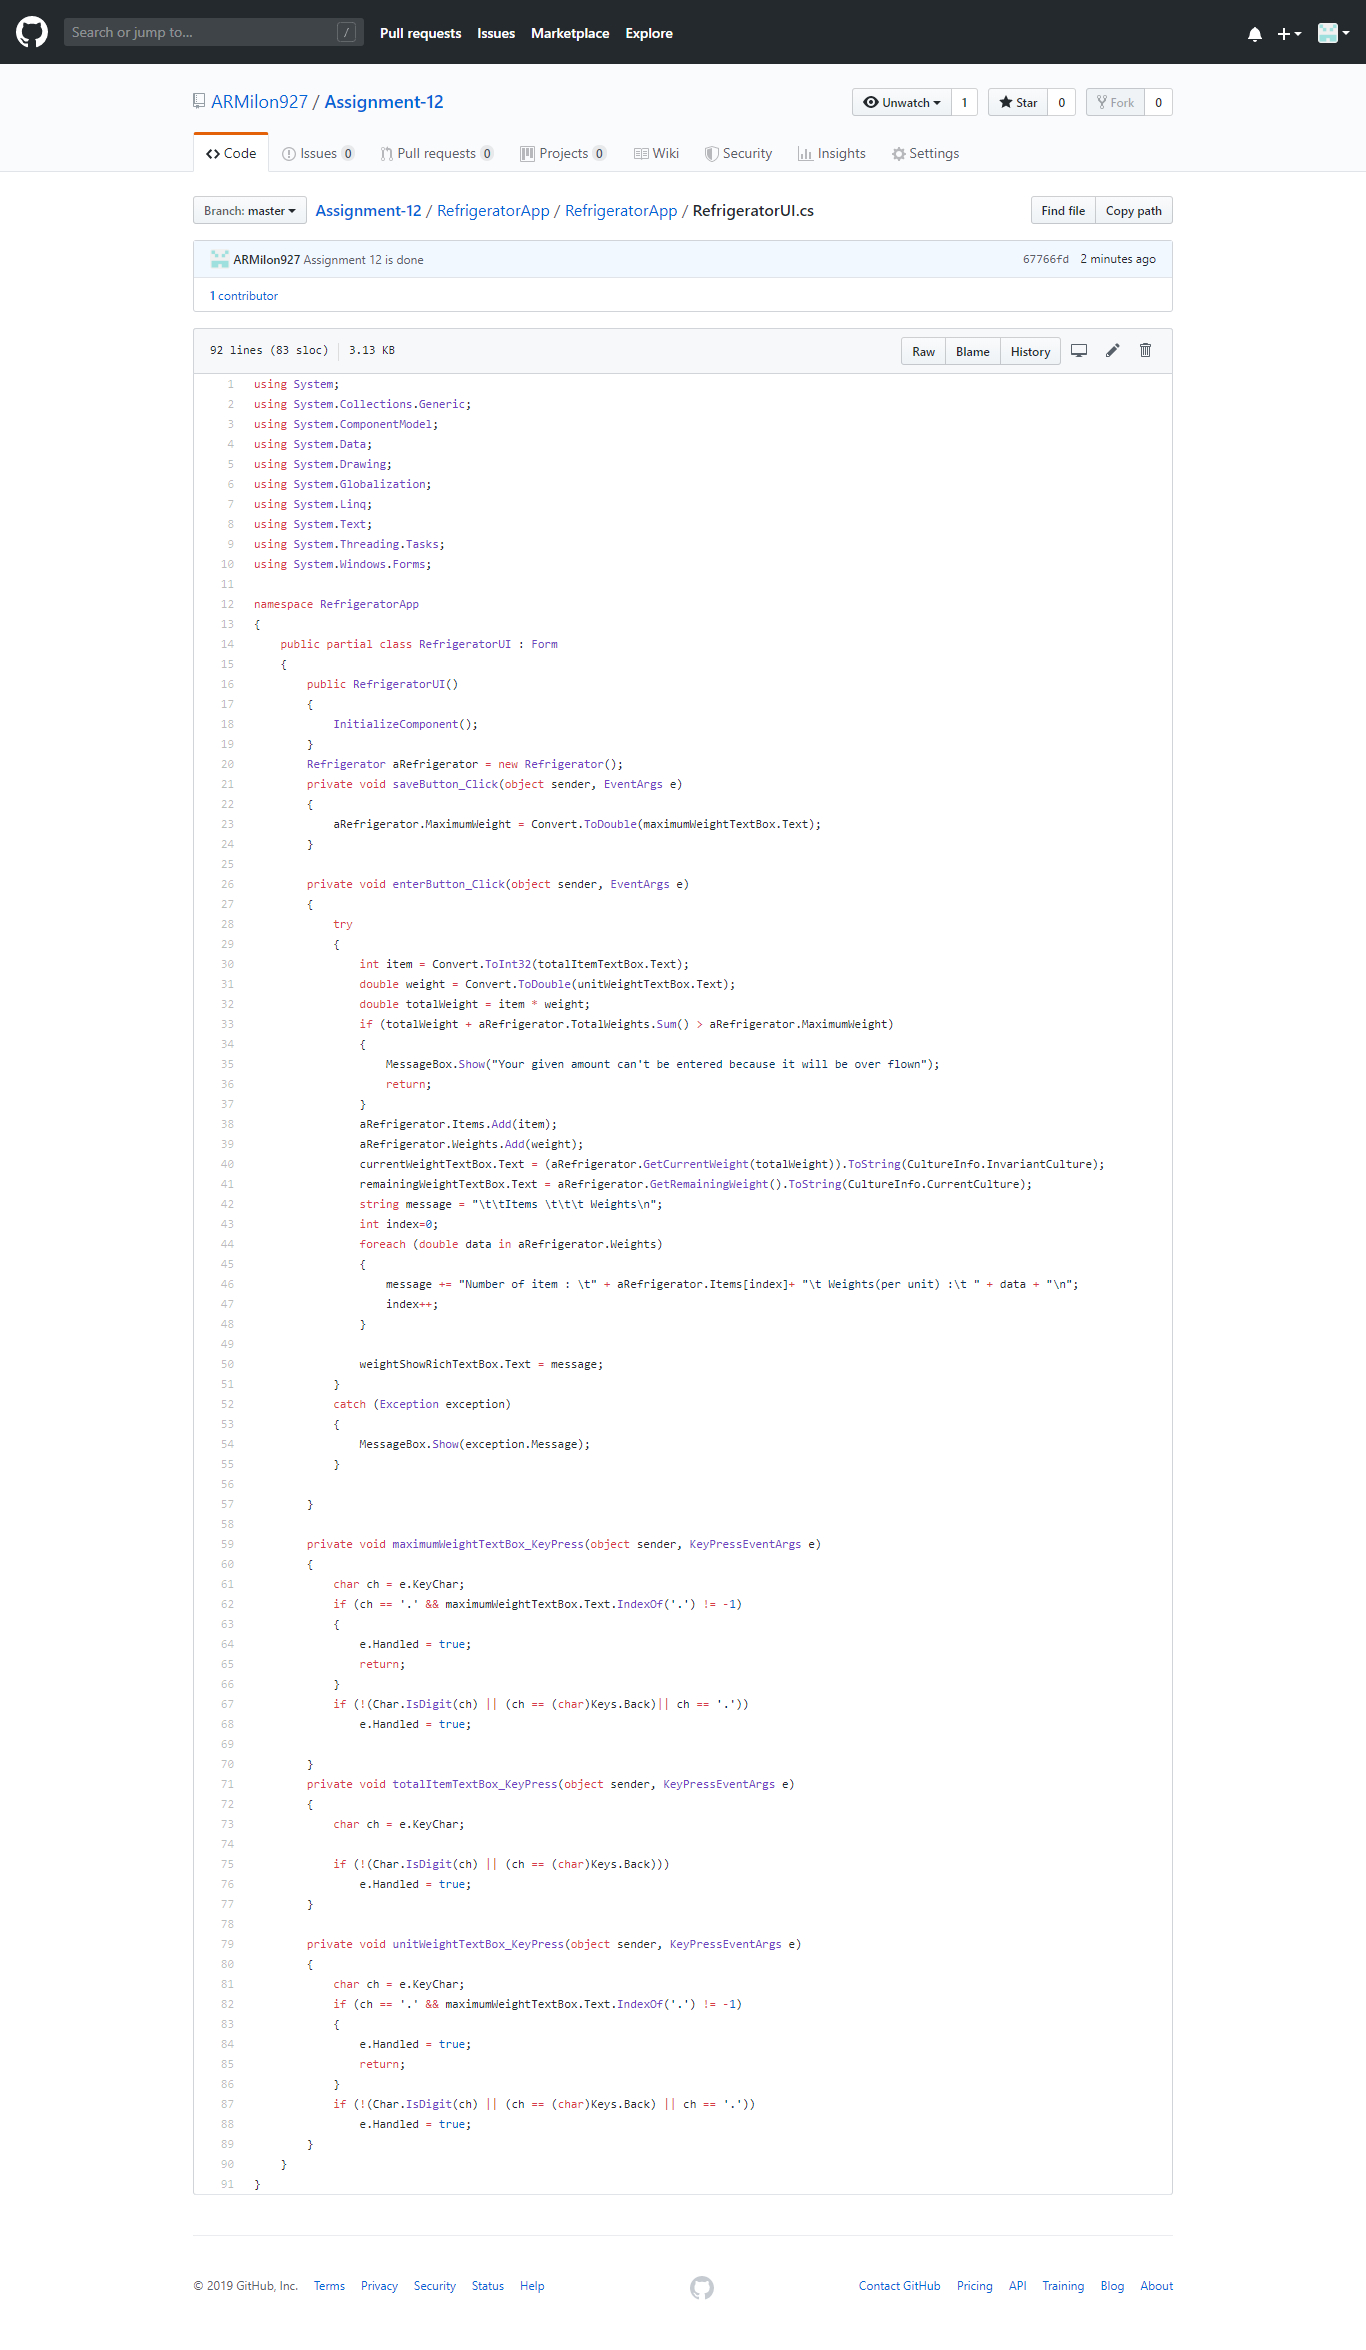 Search or jump to... /
Pull requests Issues Marketplace Explore
ARMilon927 / Assignment-12
Unwatch 1 Star 0 Fork 0
Code Issues 0 Pull requests 0 Projects 0 Wiki Security Insights Settings
Branch: master Assignment-12 / RefrigeratorApp / RefrigeratorApp / RefrigeratorUI.cs Find file Copy path
ARMilon927 Assignment 12 is done 67766fd 2 minutes ago
1 contributor
92 lines (83 sloc) 3.13 KB Raw Blame History
1 using System;
2 using System.Collections.Generic;
3 using System.ComponentModel;
4 using System.Data;
5 using System.Drawing;
6 using System.Globalization;
7 using System.Linq;
8 using System.Text;
9 using System.Threading.Tasks;
10 using System.Windows.Forms;
11
12 namespace RefrigeratorApp
13 {
14 public partial class RefrigeratorUI : Form
15 {
16 public RefrigeratorUI()
17 {
18 InitializeComponent();
19 }
20 Refrigerator aRefrigerator = new Refrigerator();
21 private void saveButton_Click(object sender, EventArgs e)
22 {
23 aRefrigerator.MaximumWeight = Convert.ToDouble(maximumWeightTextBox.Text);
24 }
25
26 private void enterButton_Click(object sender, EventArgs e)
27 {
28 try
29 {
30 int item = Convert.ToInt32(totalItemTextBox.Text);
31 double weight = Convert.ToDouble(unitWeightTextBox.Text);
32 double totalWeight = item * weight;
33 if (totalWeight + aRefrigerator.TotalWeights.Sum() > aRefrigerator.MaximumWeight)
34 {
35 MessageBox.Show("Your given amount can't be entered because it will be over flown");
36 return;
37 }
38 aRefrigerator.Items.Add(item);
39 aRefrigerator.Weights.Add(weight);
40 currentWeightTextBox.Text = (aRefrigerator.GetCurrentWeight(totalWeight)).ToString(CultureInfo.InvariantCulture);
41 remainingWeightTextBox.Text = aRefrigerator.GetRemainingWeight().ToString(CultureInfo.CurrentCulture);
42 string message = "\t\tItems \t\t\t Weights\n";
43 int index=0;
44 foreach (double data in aRefrigerator.Weights)
45 {
46 message += "Number of item : \t" + aRefrigerator.Items[index]+ "\t Weights(per unit) :\t " + data + "\n";
47 index++;
48 }
49
50 weightShowRichTextBox.Text = message;
51 }
52 catch (Exception exception)
53 {
54 MessageBox.Show(exception.Message);
55 }
56
57 }
58
59 private void maximumWeightTextBox_KeyPress(object sender, KeyPressEventArgs e)
60 {
61 char ch = e.KeyChar;
62 if (ch == '.' && maximumWeightTextBox.Text.IndexOf('.') != -1)
63 {
64 e.Handled = true;
65 return;
66 }
67 if (!(Char.IsDigit(ch) || (ch == (char)Keys.Back)|| ch == '.'))
68 e.Handled = true;
69
70 }
71 private void totalItemTextBox_KeyPress(object sender, KeyPressEventArgs e)
72 {
73 char ch = e.KeyChar;
74
75 if (!(Char.IsDigit(ch) || (ch == (char)Keys.Back)))
76 e.Handled = true;
77 }
78
79 private void unitWeightTextBox_KeyPress(object sender, KeyPressEventArgs e)
80 {
81 char ch = e.KeyChar;
82 if (ch == '.' && maximumWeightTextBox.Text.IndexOf('.') != -1)
83 {
84 e.Handled = true;
85 return;
86 }
87 if (!(Char.IsDigit(ch) || (ch == (char)Keys.Back) || ch == '.'))
88 e.Handled = true;
89 }
90 }
91 }
© 2019 GitHub, Inc. Terms Privacy Security Status Help Contact GitHub Pricing API Training Blog About